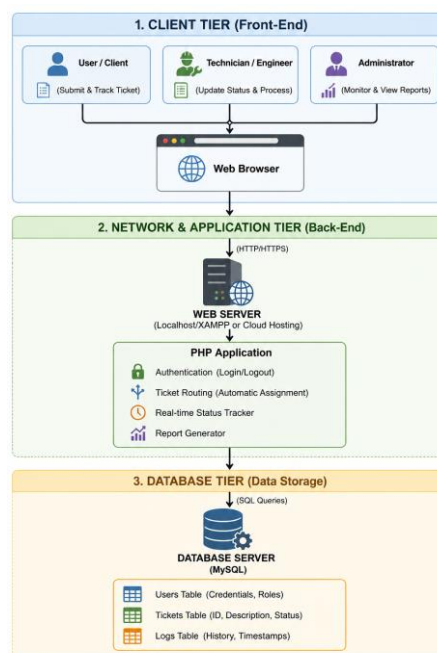 1. CLIENT TIER (Front-End)
User / Client
(Submit & Track Ticket)
Technician / Engineer
(Update Status & Process)
Administrator
(Monitor & View Reports)
Web Browser
2. NETWORK & APPLICATION TIER (Back-End)
(HTTP/HTTPS)
WEB SERVER
(Localhost/XAMPP or Cloud Hosting)
PHP Application
Authentication (Login/Logout)
Ticket Routing (Automatic Assignment)
Real-time Status Tracker
Report Generator
3. DATABASE TIER (Data Storage)
(SQL Queries)
DATABASE SERVER
(MySQL)
Users Table (Credentials, Roles)
Tickets Table (ID, Description, Status)
Logs Table (History, Timestamps)